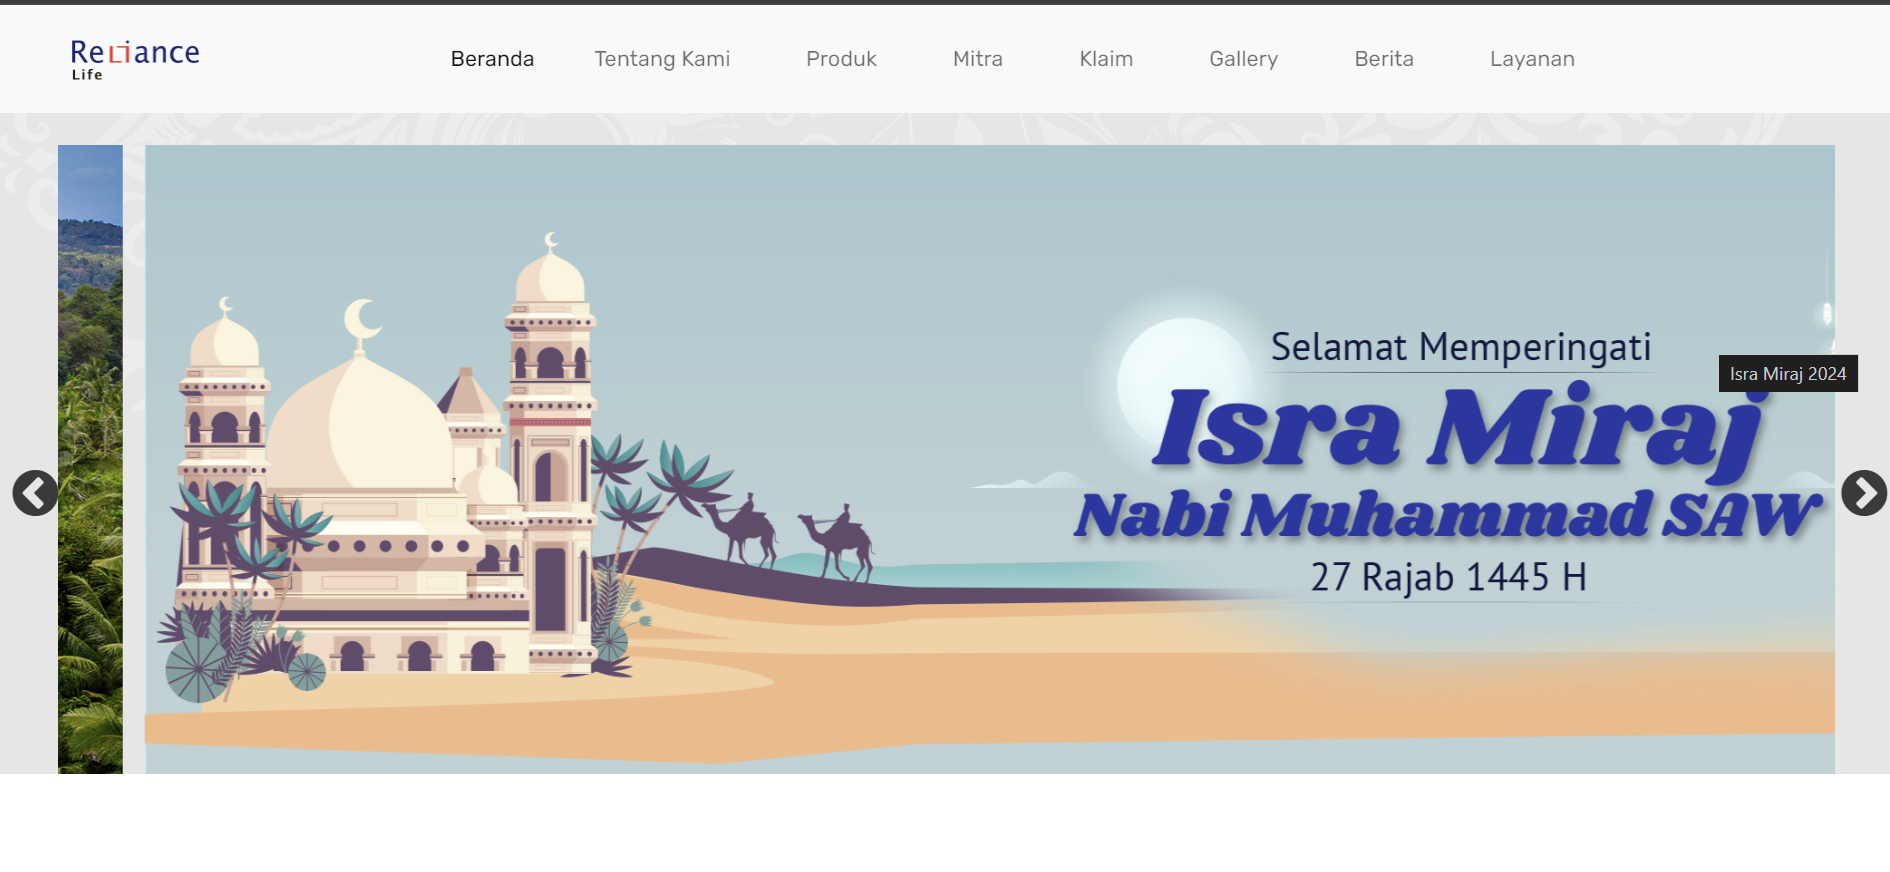 Reliance
Life
Beranda Tentang Kami Produk Mitra Klaim Gallery Berita Layanan
Selamat Memperingati
Isra Miraj 2024
Isra Miraj
Nabi Muhammad SAW
27 Rajab 1445 H